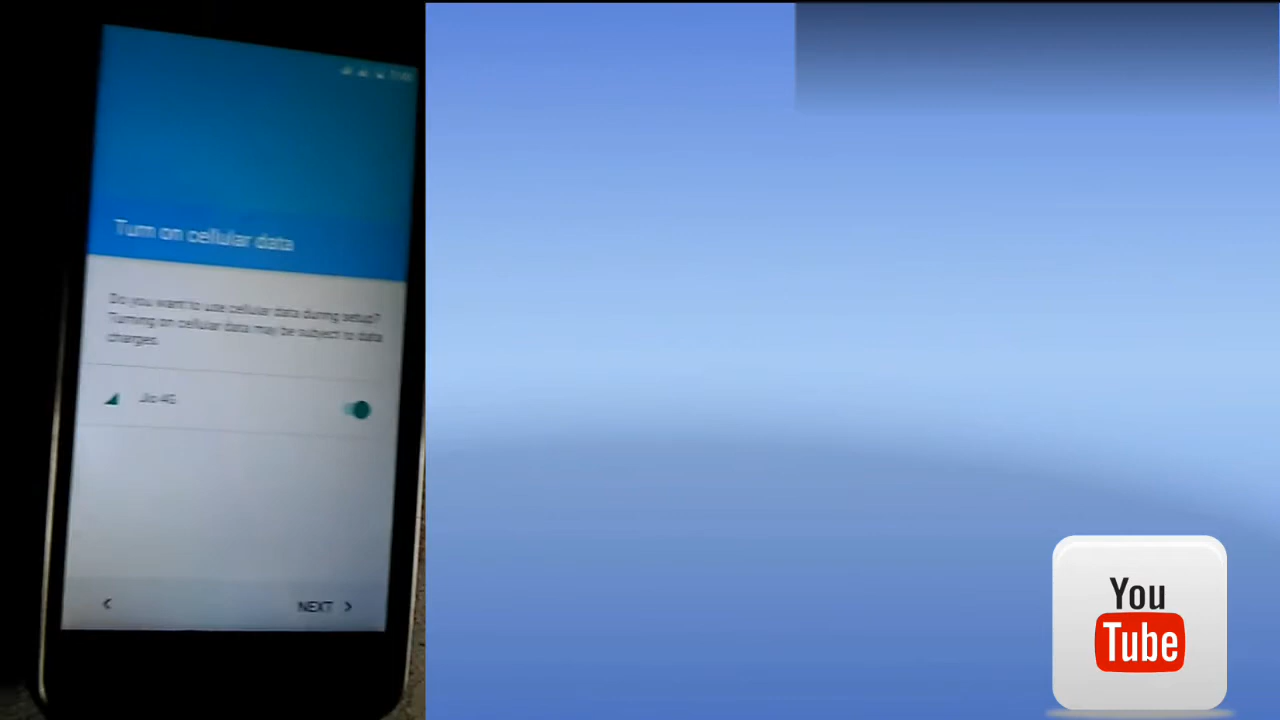 Turn on cellular data
Do you want to use cellular data during setup?
Turning on cellular data may be subject to data
charges.
Jio 4G
NEXT
You
Tube